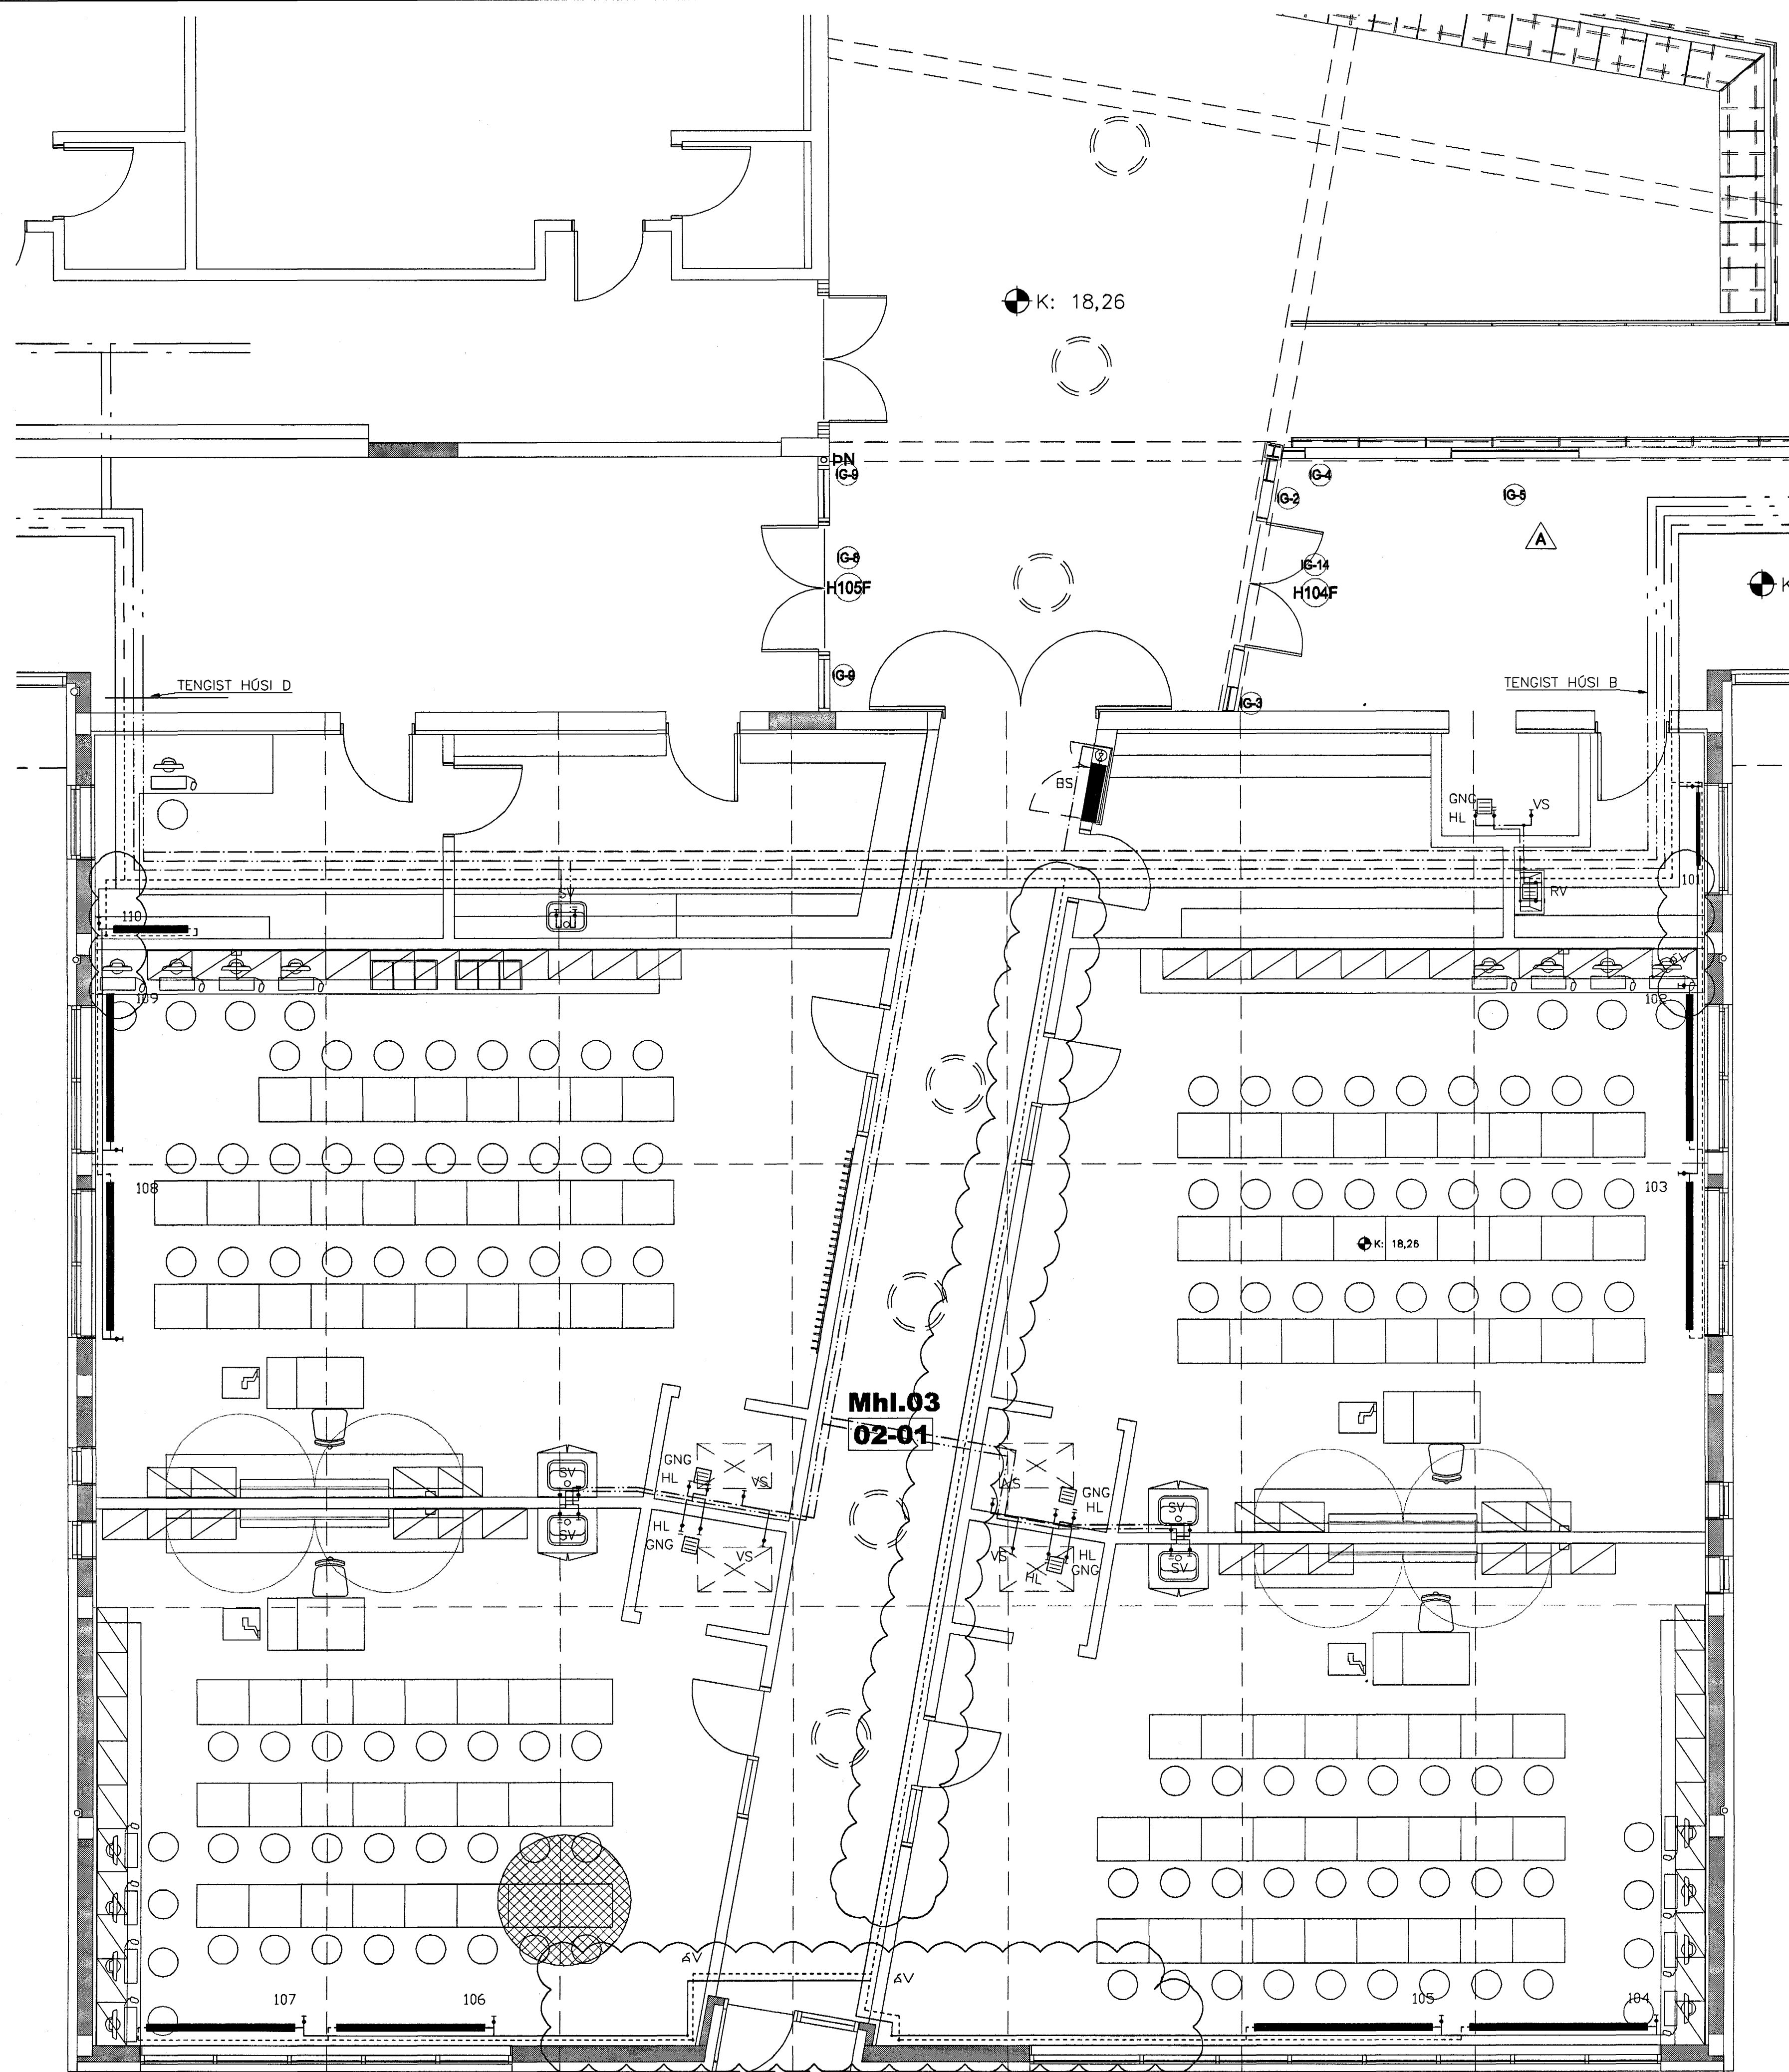 K: 18,26
ÞN
IG-9
IG-4
IG-2
IG-5
A
IG-8
H105F
IG-14
H104F
K
IG-9
IG-3
TENGIST HÚSI D
TENGIST HÚSI B
BS
GNG
HL
VS
RV
101
110
109
102
108
103
K: 18,26
Mhl.03
02-01
SV
GNG
HL
VS
VS
GNG
HL
SV
SV
HL
GNG
VS
VS
HL
HL
GNG
SV
107
106
105
104